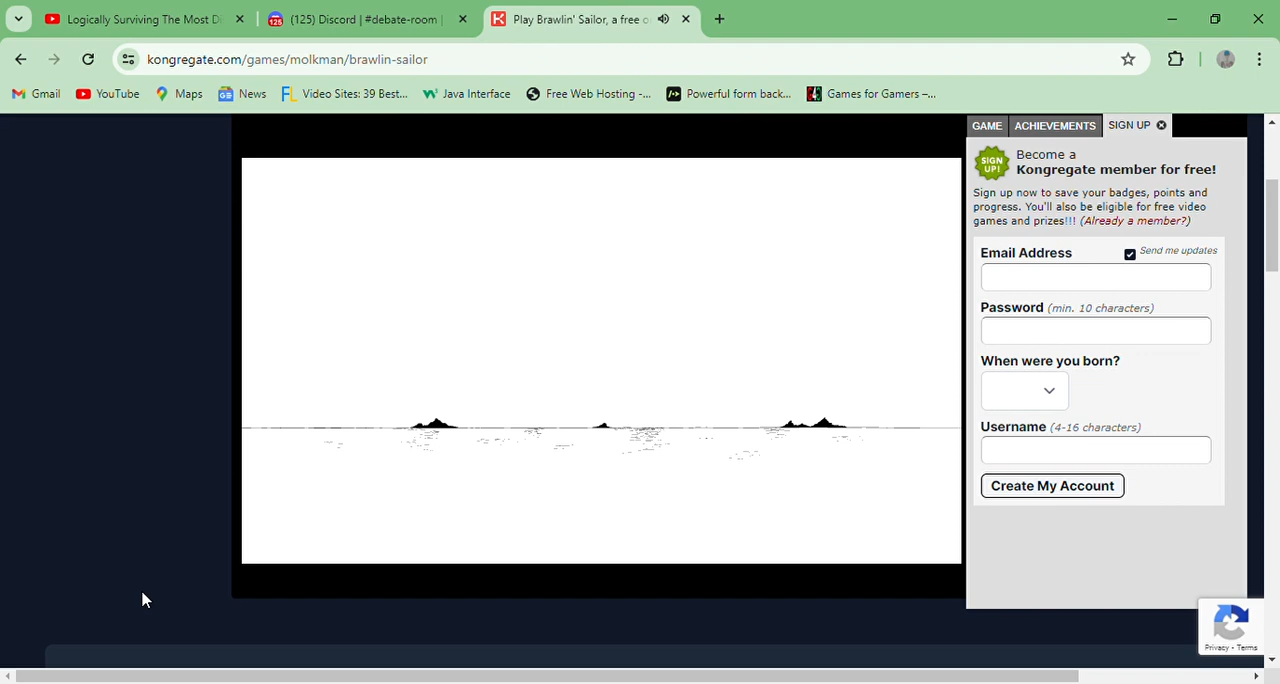 Logically Surviving The Most Di
(125) Discord | #debate-room |
Play Brawlin' Sailor, a free o
kongregate.com/games/molkman/brawlin-sailor
Gmail
YouTube
Maps
News
Video Sites: 39 Best...
Java Interface
Free Web Hosting -...
Powerful form back...
Games for Gamers –...
GAME
ACHIEVEMENTS
SIGN UP
SIGN UP!
Become a
Kongregate member for free!
Sign up now to save your badges, points and
progress. You'll also be eligible for free video
games and prizes!!! (Already a member?)
Email Address
Send me updates
Password (min. 10 characters)
When were you born?
Username (4-16 characters)
Create My Account
Privacy - Terms